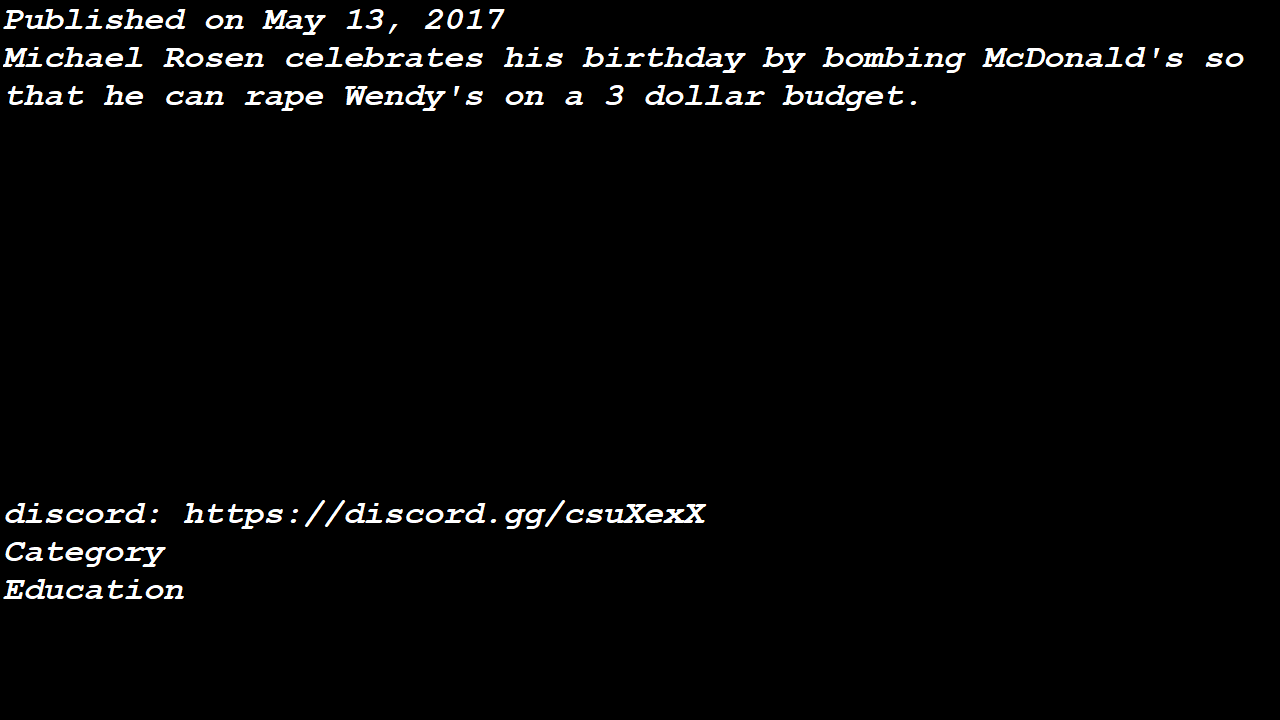 Published on May 13, 2017
Michael Rosen celebrates his birthday by bombing McDonald's so
that he can rape Wendy's on a 3 dollar budget.
discord: https://discord.gg/csuXexX
Category
Education